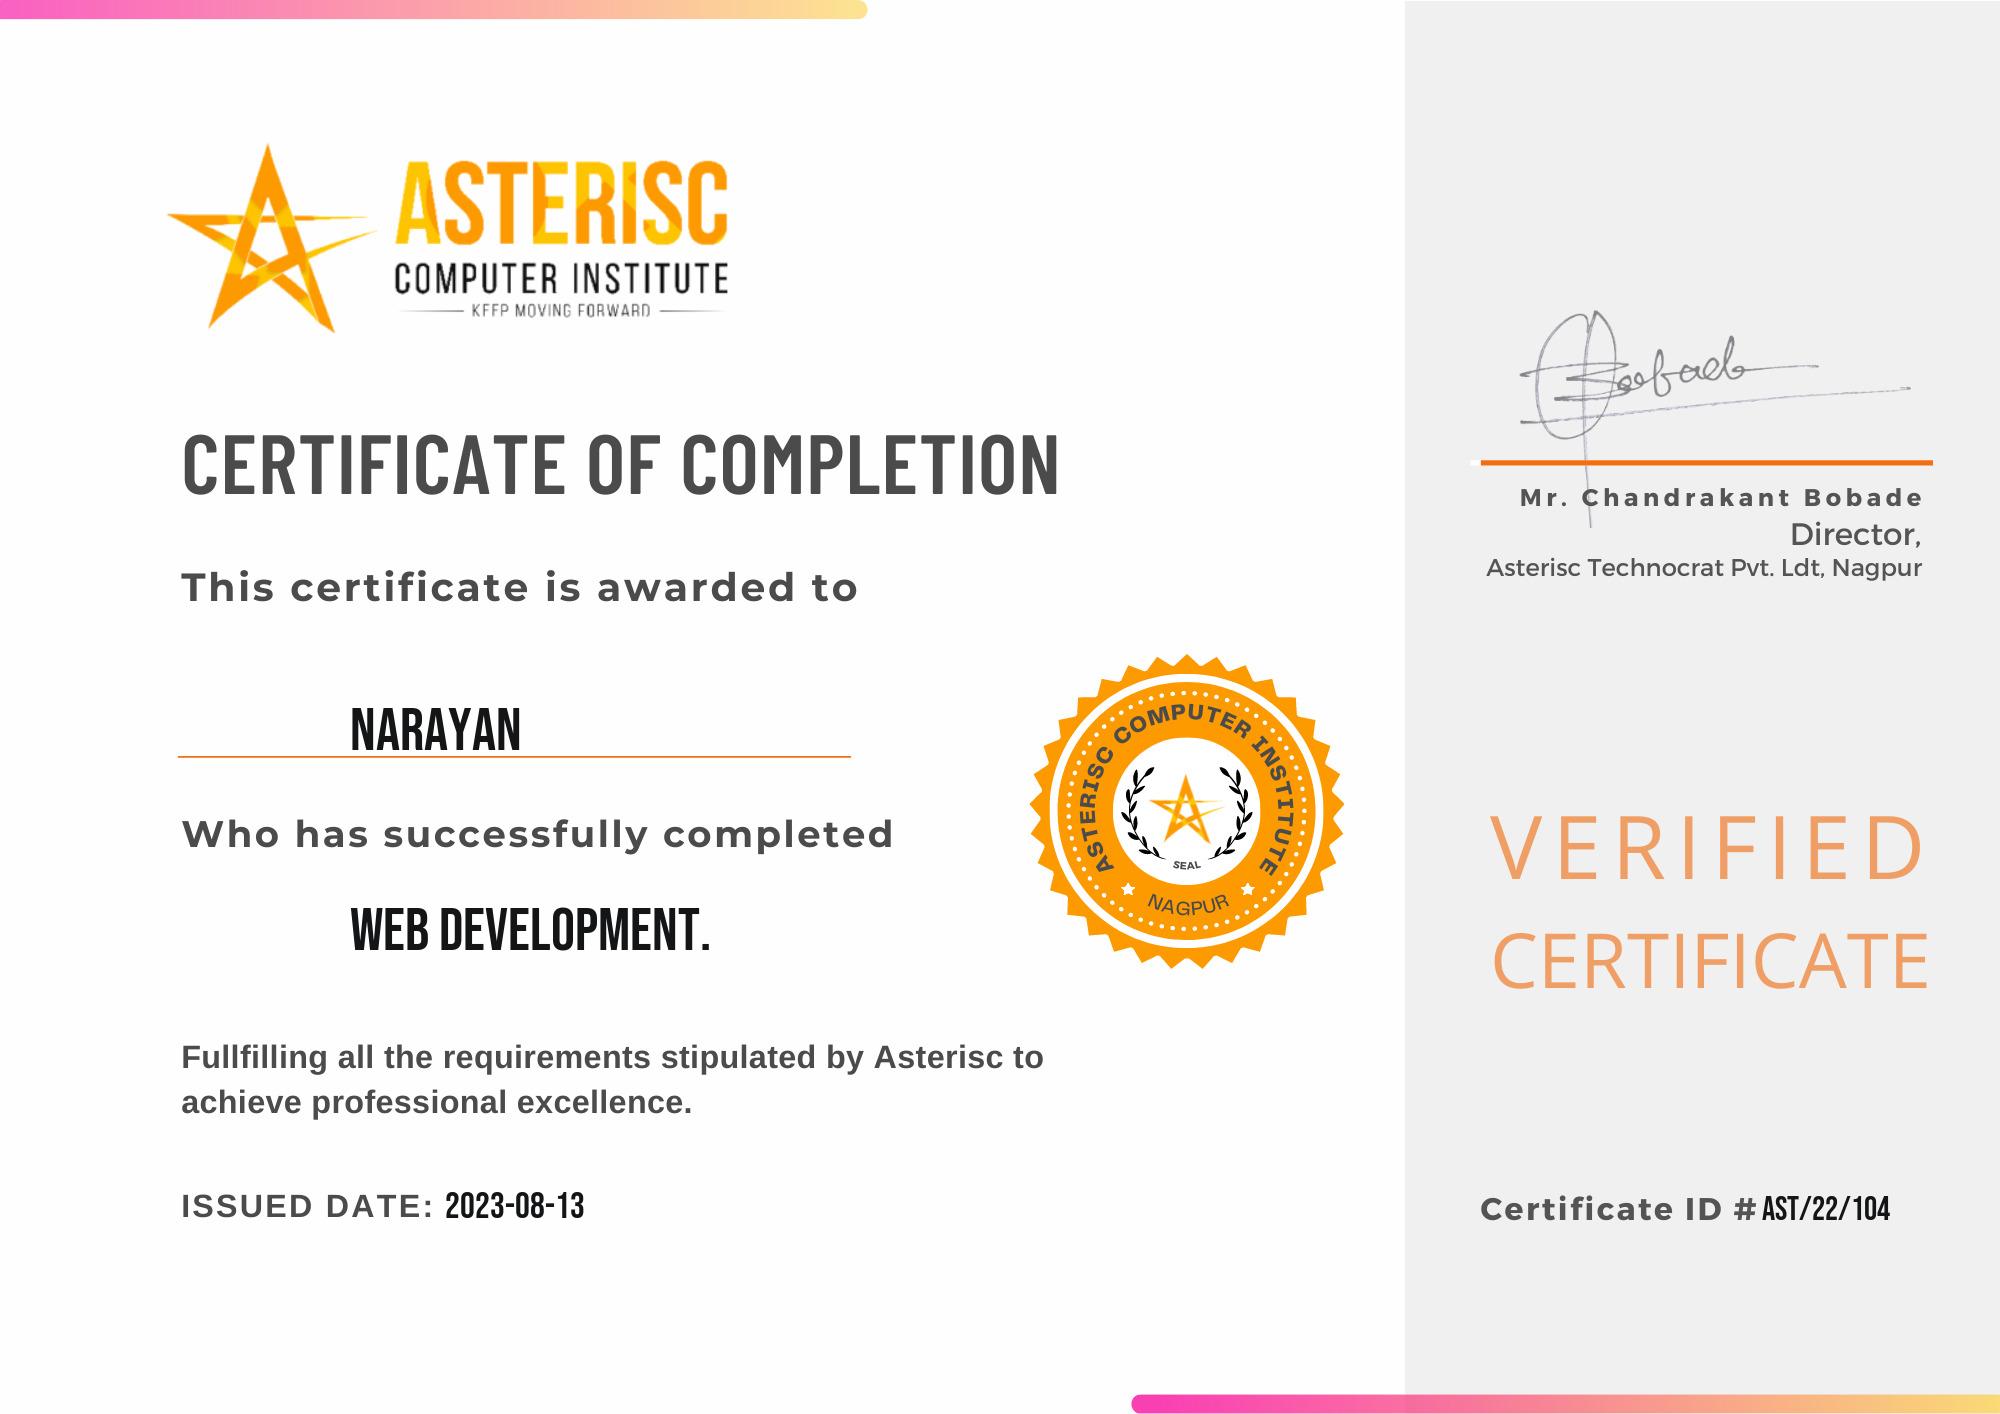 ASTERISC
COMPUTER INSTITUTE
KEEP MOVING FORWARD
CERTIFICATE OF COMPLETION
This certificate is awarded to
NARAYAN
Who has successfully completed
WEB DEVELOPMENT.
Fullfilling all the requirements stipulated by Asterisc to
achieve professional excellence.
ISSUED DATE: 2023-08-13
ASTERISC COMPUTER INSTITUTE
SEAL
NAGPUR
Bobade
Mr. Chandrakant Bobade
Director,
Asterisc Technocrat Pvt. Ldt, Nagpur
VERIFIED
CERTIFICATE
Certificate ID # AST/22/104